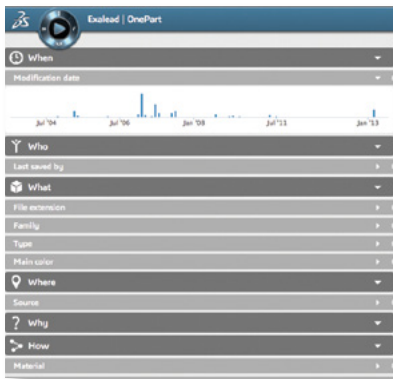 Exalead | OnePart
When
Modification date
Jul '04 Jul '06 Jan '08 Jul '11 Jan '13
Who
Last saved by
What
File extension
Family
Type
Main color
Where
Source
? Why
How
Material